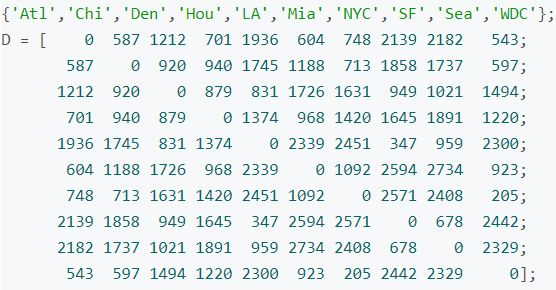 {'Atl','Chi','Den','Hou','LA','Mia','NYC','SF','Sea','WDC'};
D = [    0  587 1212  701 1936  604  748 2139 2182   543;
       587    0  920  940 1745 1188  713 1858 1737   597;
      1212  920    0  879  831 1726 1631  949 1021  1494;
       701  940  879    0 1374  968 1420 1645 1891  1220;
      1936 1745  831 1374    0 2339 2451  347  959  2300;
       604 1188 1726  968 2339    0 1092 2594 2734   923;
       748  713 1631 1420 2451 1092    0 2571 2408   205;
      2139 1858  949 1645  347 2594 2571    0  678  2442;
      2182 1737 1021 1891  959 2734 2408  678    0  2329;
       543  597 1494 1220 2300  923  205 2442 2329     0];